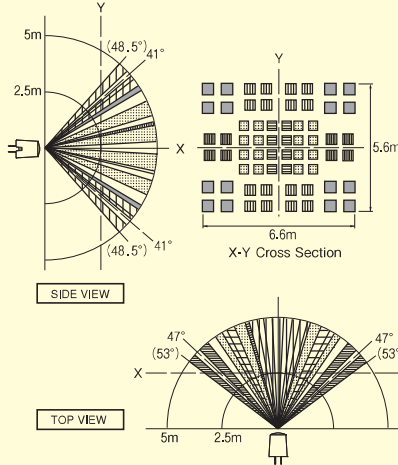 Y
5m
(48.5°)
41°
2.5m
X
(48.5°)
41°
SIDE VIEW
Y
5.6m
6.6m
X-Y Cross Section
47°
(53°)
47°
(53°)
X
TOP VIEW
5m
2.5m